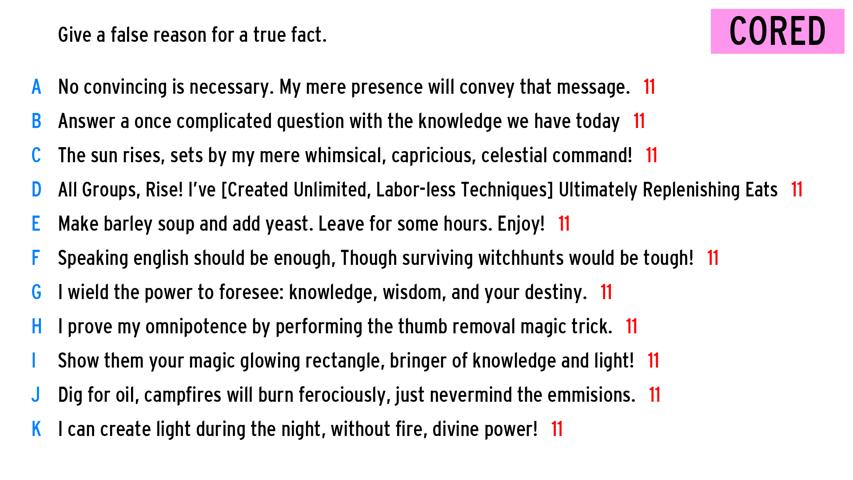 Give a false reason for a true fact.
CORED
A No convincing is necessary. My mere presence will convey that message. 11
B Answer a once complicated question with the knowledge we have today 11
C The sun rises, sets by my mere whimsical, capricious, celestial command! 11
D All Groups, Rise! I've [Created Unlimited, Labor-less Techniques] Ultimately Replenishing Eats 11
E Make barley soup and add yeast. Leave for some hours. Enjoy! 11
F Speaking english should be enough, Though surviving witchhunts would be tough! 11
G I wield the power to foresee: knowledge, wisdom, and your destiny. 11
H I prove my omnipotence by performing the thumb removal magic trick. 11
I Show them your magic glowing rectangle, bringer of knowledge and light! 11
J Dig for oil, campfires will burn ferociously, just nevermind the emmisions. 11
K I can create light during the night, without fire, divine power! 11